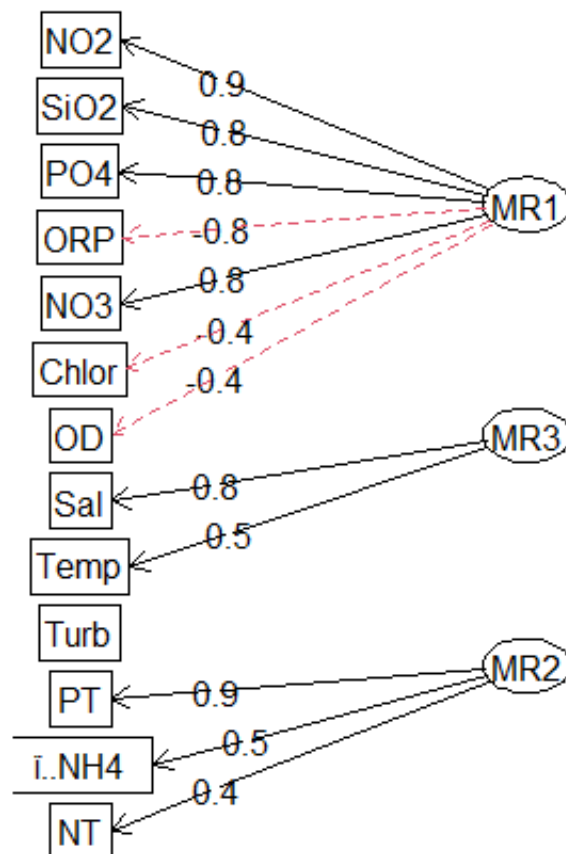 NO2
0.9
SiO2
0.8
PO4
0.8
MR1
ORP
-0.8
NO3
0.8
Chlor
-0.4
OD
-0.4
MR3
Sal
0.8
Temp
0.5
Turb
MR2
PT
0.9
ï..NH4
0.5
NT
0.4